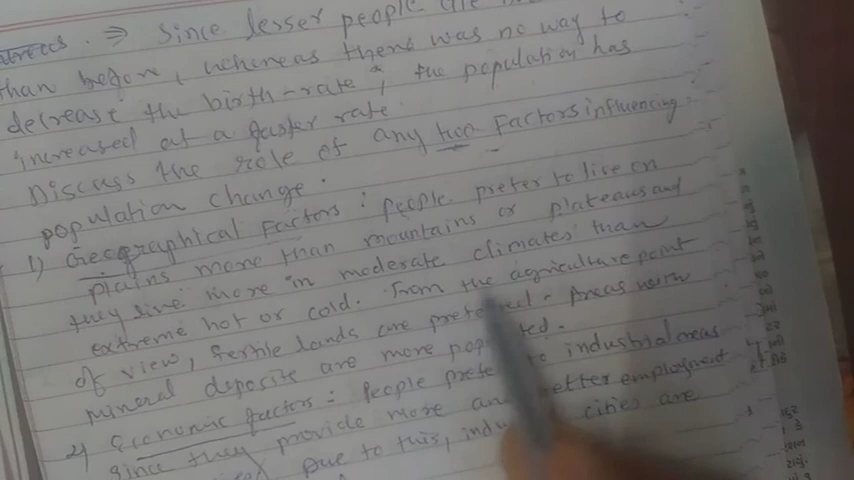 ⇒ Since lesser people
than before, whereas there was no way to
decrease the birth-rate, the population has
increased at a faster rate.
Discuss the role of any two Factors influencing
population change.
1) Geographical Factors: people prefer to live on
plains more than mountains or plateaus and
they live more in moderate climates than
extreme hot or cold. From the agriculture point
of view, fertile lands are preferred. Areas with
mineral deposits are more
2) Economic factors: People industrial areas
since they provide more and better employment
Due to this, cities are